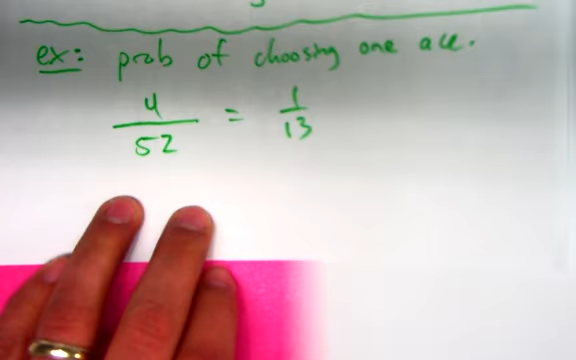 ex: prob of choosing one ace.
4/52 = 1/13